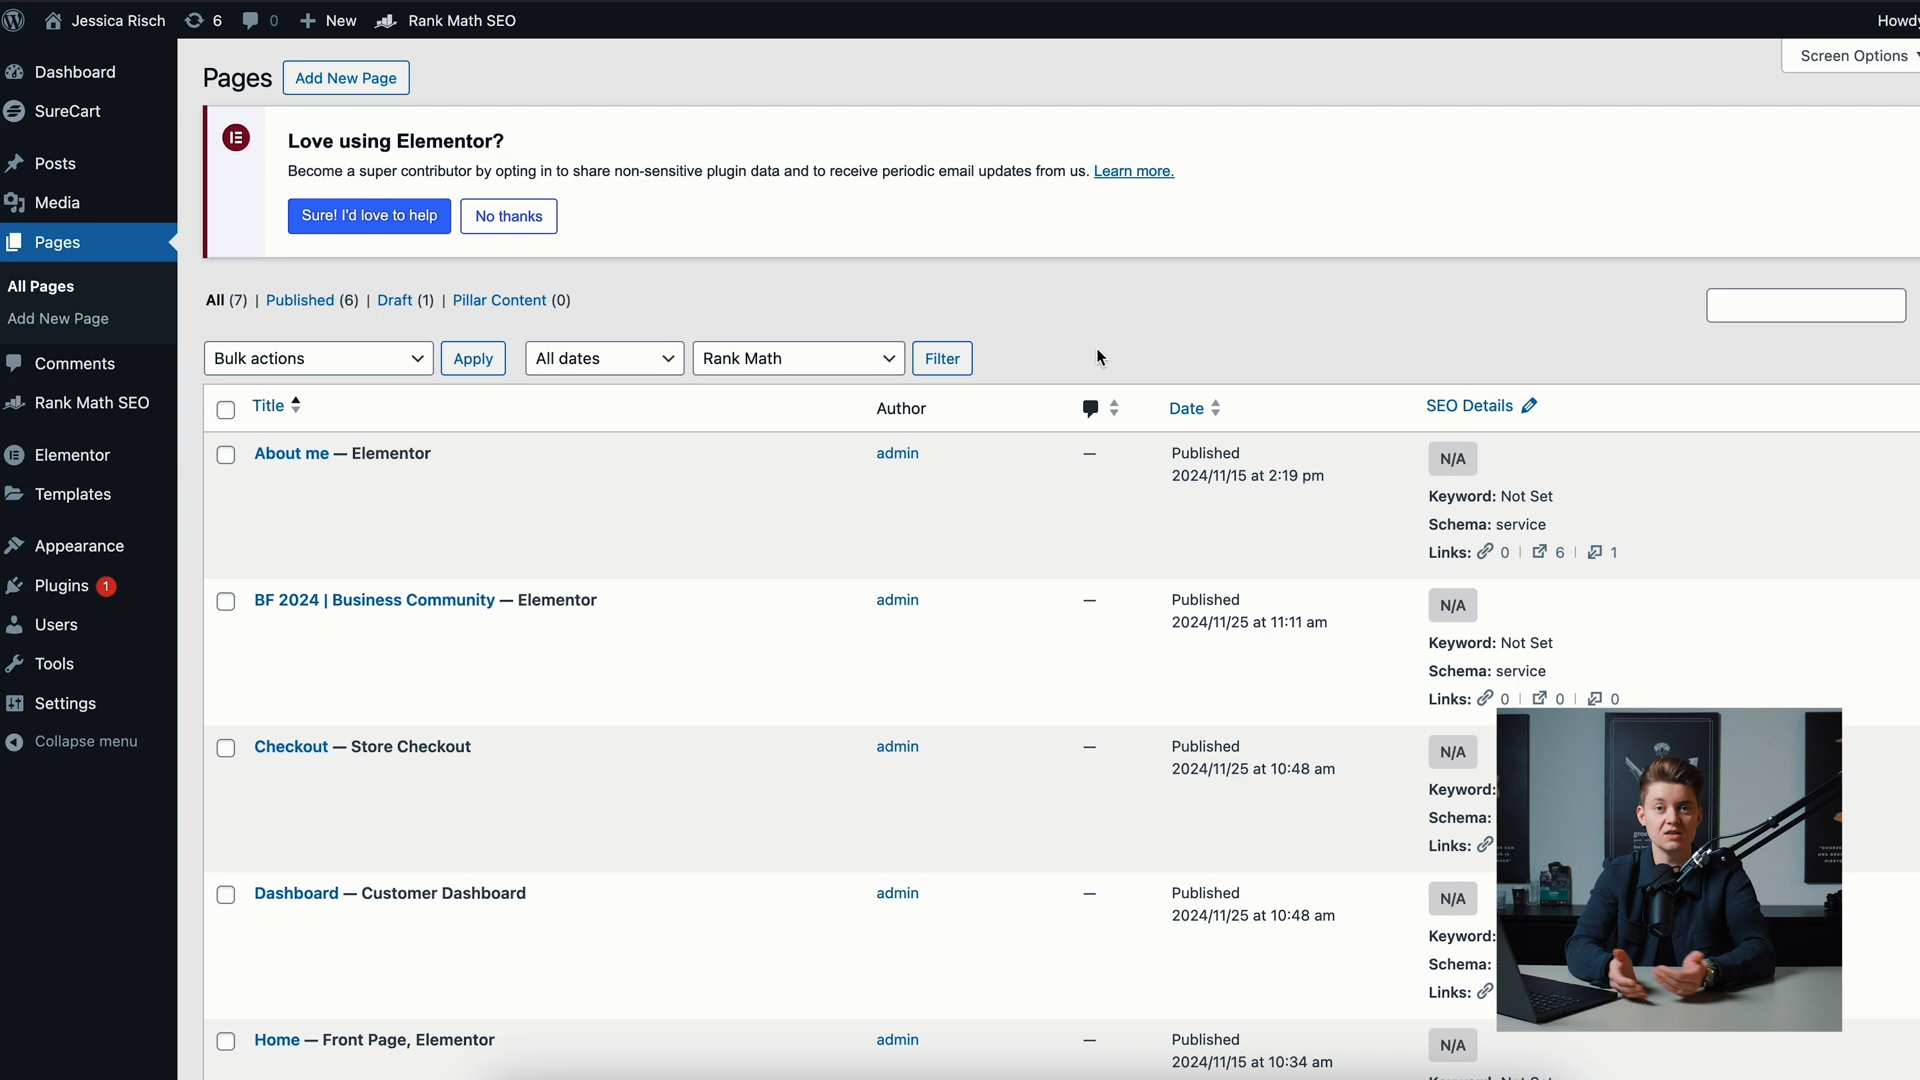 Jessica Risch 6 0 New Rank Math SEO Howdy
Screen Options
Dashboard
SureCart
Posts
Media
Pages
All Pages
Add New Page
Comments
Rank Math SEO
Elementor
Templates
Appearance
Plugins 1
Users
Tools
Settings
Collapse menu
Pages Add New Page
Love using Elementor?
Become a super contributor by opting in to share non-sensitive plugin data and to receive periodic email updates from us. Learn more.
Sure! I'd love to help No thanks
All (7) | Published (6) | Draft (1) | Pillar Content (0)
Bulk actions Apply All dates Rank Math Filter
Title Author Date SEO Details
About me — Elementor admin — Published N/A
2024/11/15 at 2:19 pm
Keyword: Not Set
Schema: service
Links: 0 | 6 | 1
BF 2024 | Business Community — Elementor admin — Published N/A
2024/11/25 at 11:11 am
Keyword: Not Set
Schema: service
Links: 0 | 0 | 0
Checkout — Store Checkout admin — Published N/A
2024/11/25 at 10:48 am
Keyword:
Schema:
Links:
Dashboard — Customer Dashboard admin — Published N/A
2024/11/25 at 10:48 am
Keyword:
Schema:
Links:
Home — Front Page, Elementor admin — Published N/A
2024/11/15 at 10:34 am